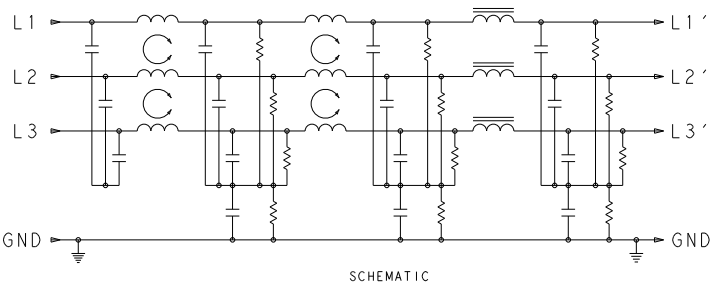 L1 L1'
L2 L2'
L3 L3'
GND GND
SCHEMATIC